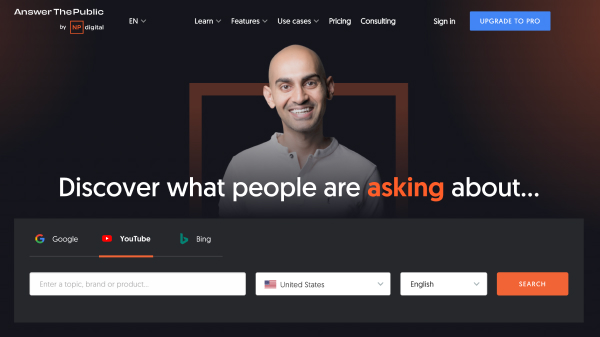 Answer The Public
by NP digital
EN
Learn Features Use cases Pricing Consulting
Sign in
UPGRADE TO PRO
Discover what people are asking about...
Google YouTube Bing
Enter a topic, brand or product...
United States
English
SEARCH